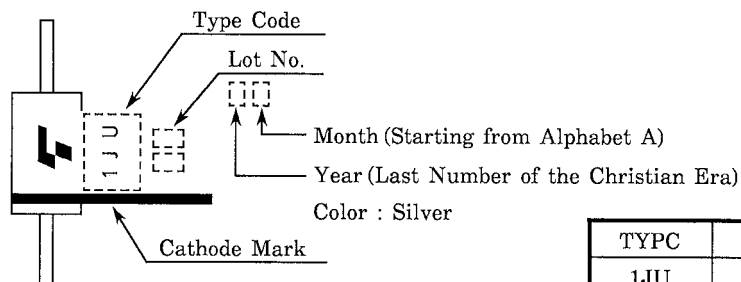 Type Code
Lot No.
1JU
Month (Starting from Alphabet A)
Year (Last Number of the Christian Era)
Color : Silver
Cathode Mark
TYPC
1JU